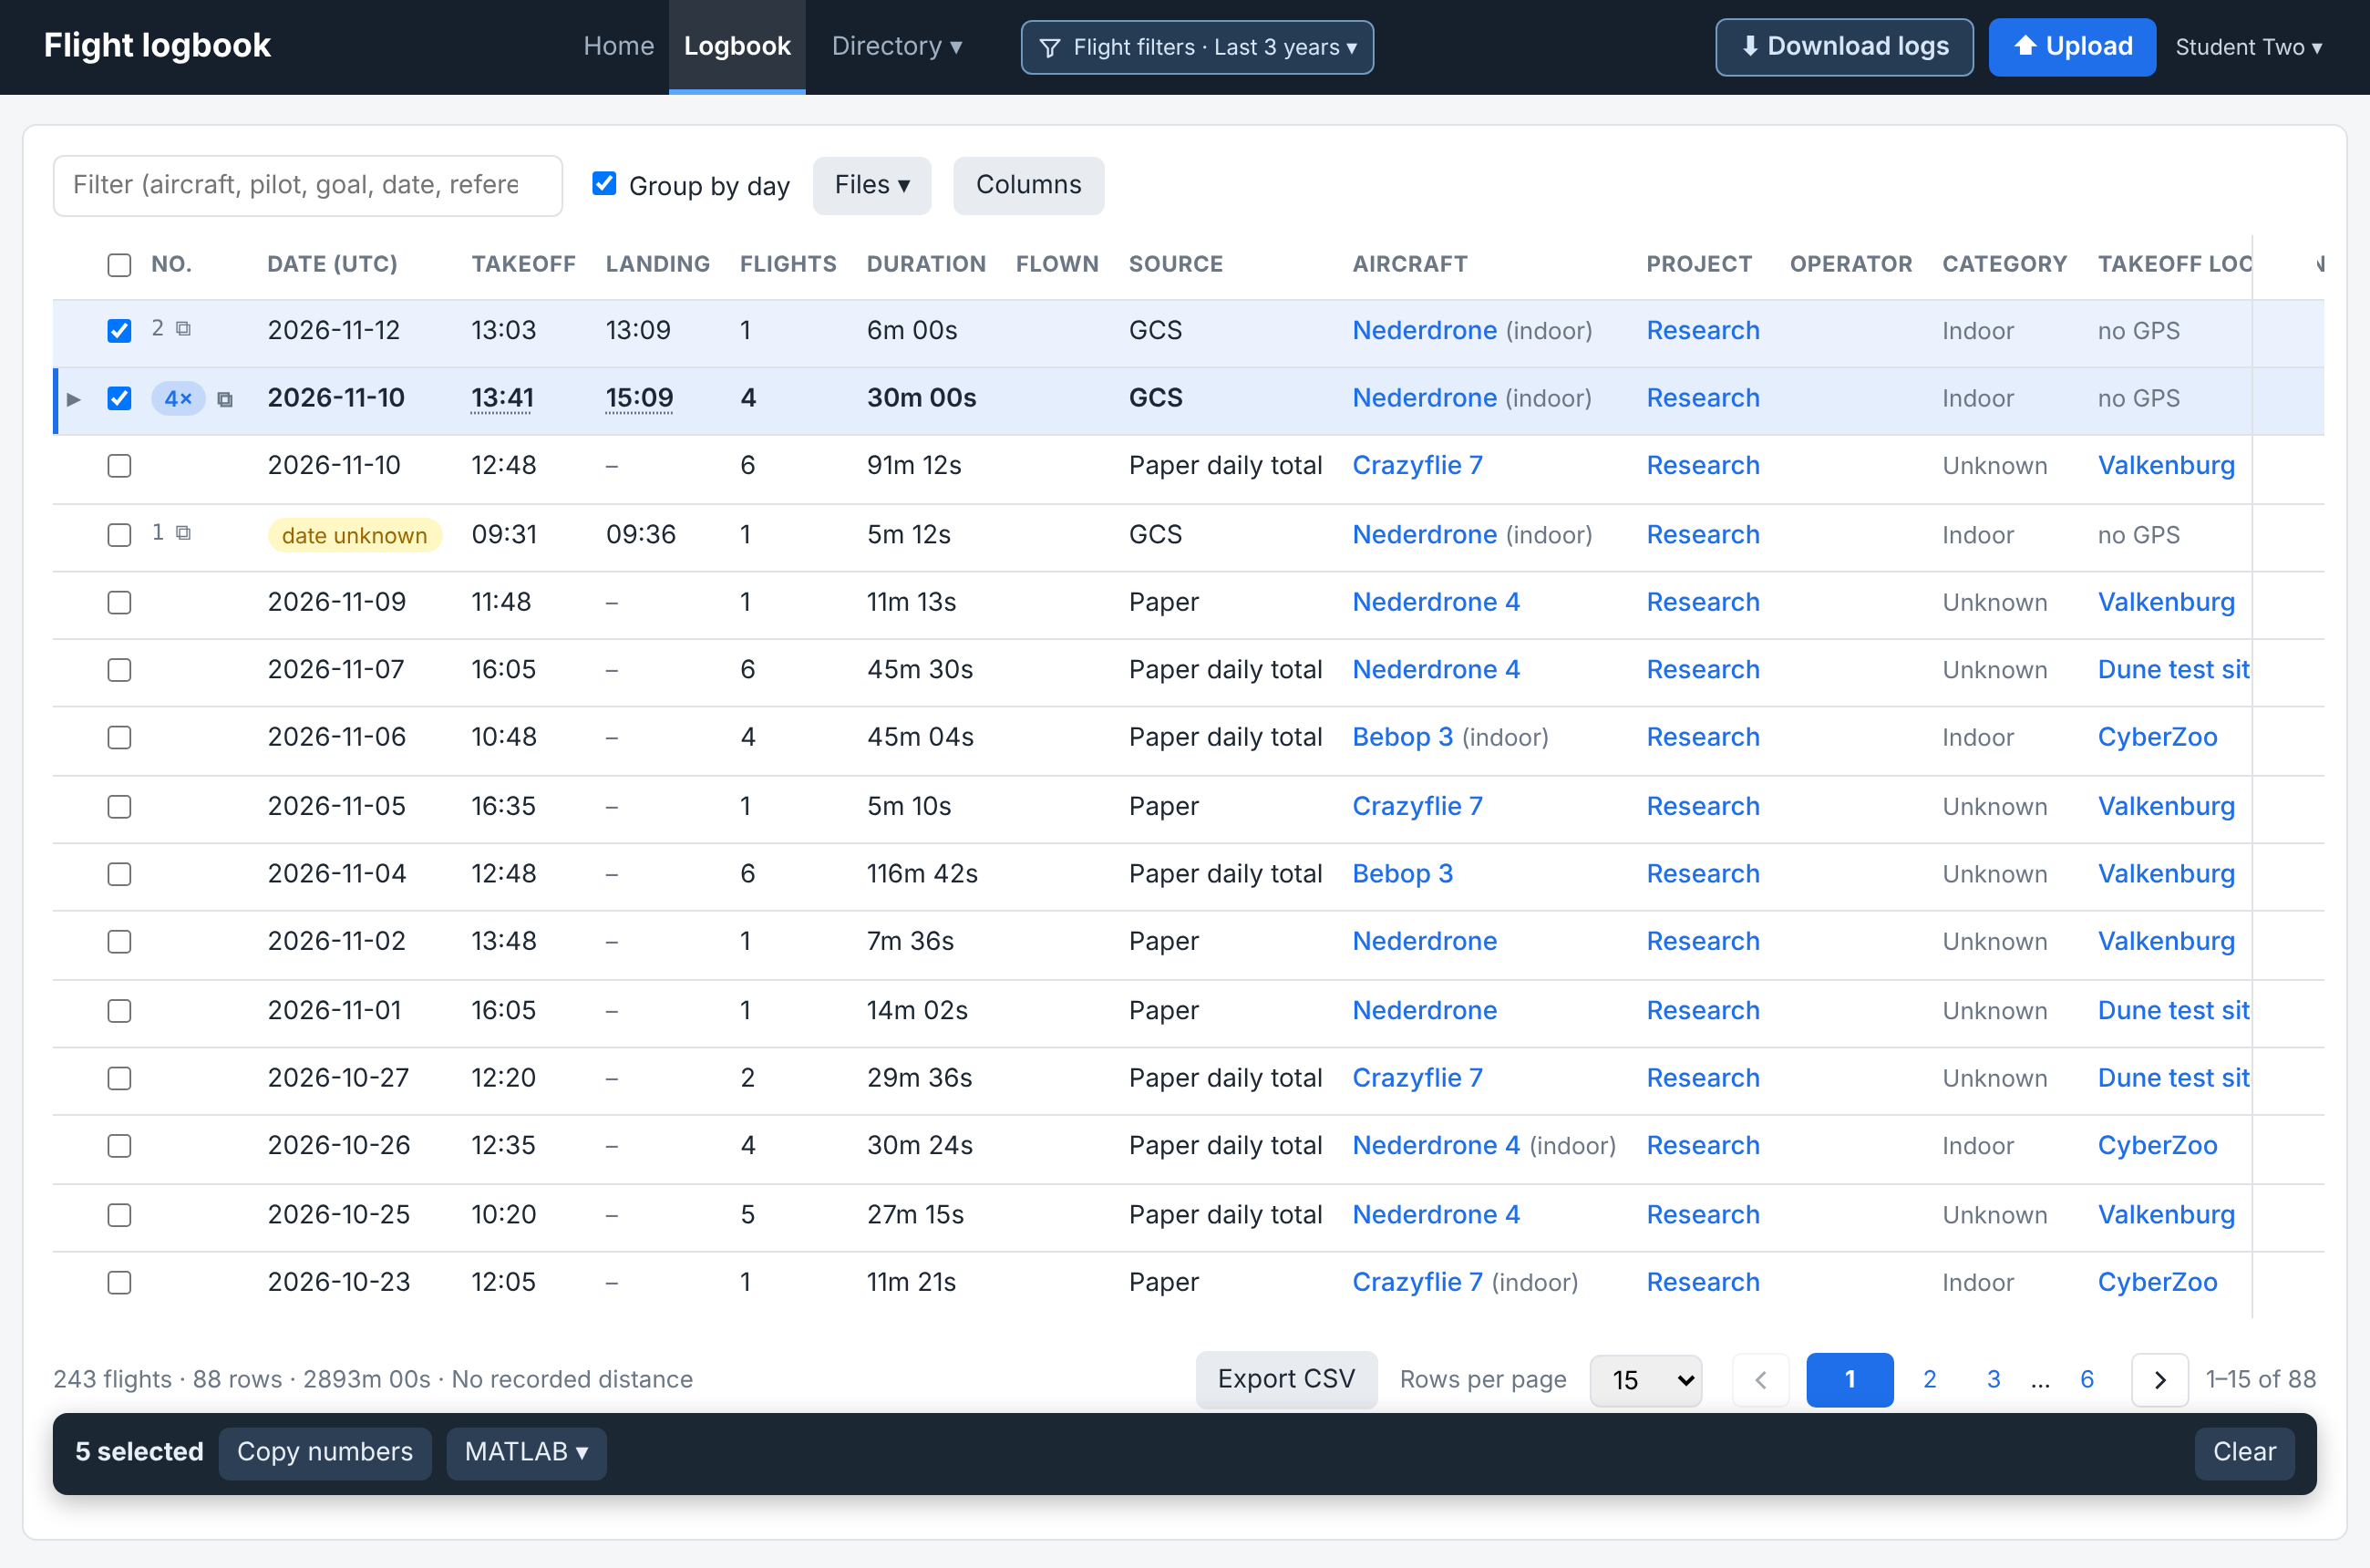 Flight logbook Home Logbook Directory ▾ Flight filters · Last 3 years ▾ ⬇ Download logs ⬆ Upload Student Two ▾
Filter (aircraft, pilot, goal, date, refere Group by day Files ▾ Columns
NO. DATE (UTC) TAKEOFF LANDING FLIGHTS DURATION FLOWN SOURCE AIRCRAFT PROJECT OPERATOR CATEGORY TAKEOFF LOC
2 ⧉ 2026-11-12 13:03 13:09 1 6m 00s GCS Nederdrone (indoor) Research Indoor no GPS
▶ 4× ⧉ 2026-11-10 13:41 15:09 4 30m 00s GCS Nederdrone (indoor) Research Indoor no GPS
2026-11-10 12:48 – 6 91m 12s Paper daily total Crazyflie 7 Research Unknown Valkenburg
1 ⧉ date unknown 09:31 09:36 1 5m 12s GCS Nederdrone (indoor) Research Indoor no GPS
2026-11-09 11:48 – 1 11m 13s Paper Nederdrone 4 Research Unknown Valkenburg
2026-11-07 16:05 – 6 45m 30s Paper daily total Nederdrone 4 Research Unknown Dune test sit
2026-11-06 10:48 – 4 45m 04s Paper daily total Bebop 3 (indoor) Research Indoor CyberZoo
2026-11-05 16:35 – 1 5m 10s Paper Crazyflie 7 Research Unknown Valkenburg
2026-11-04 12:48 – 6 116m 42s Paper daily total Bebop 3 Research Unknown Valkenburg
2026-11-02 13:48 – 1 7m 36s Paper Nederdrone Research Unknown Valkenburg
2026-11-01 16:05 – 1 14m 02s Paper Nederdrone Research Unknown Dune test sit
2026-10-27 12:20 – 2 29m 36s Paper daily total Crazyflie 7 Research Unknown Dune test sit
2026-10-26 12:35 – 4 30m 24s Paper daily total Nederdrone 4 (indoor) Research Indoor CyberZoo
2026-10-25 10:20 – 5 27m 15s Paper daily total Nederdrone 4 Research Unknown Valkenburg
2026-10-23 12:05 – 1 11m 21s Paper Crazyflie 7 (indoor) Research Indoor CyberZoo
243 flights · 88 rows · 2893m 00s · No recorded distance Export CSV Rows per page 15 1 2 3 ... 6 1–15 of 88
5 selected Copy numbers MATLAB ▾ Clear